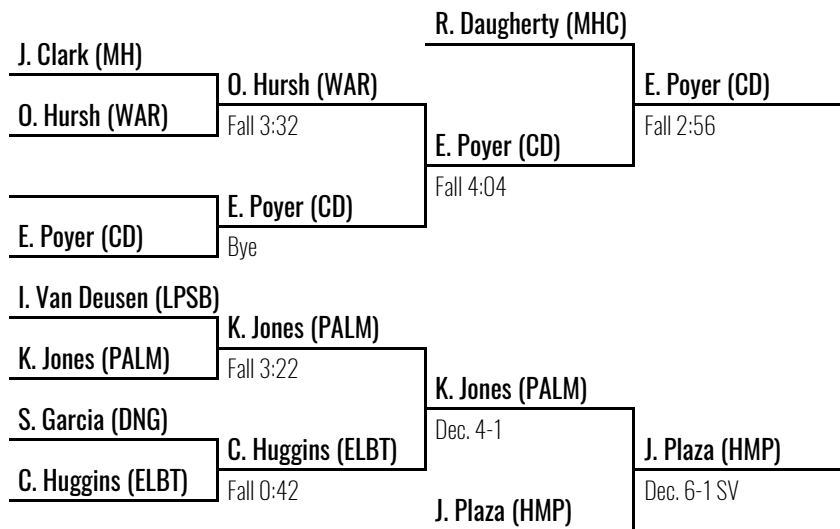 J. Clark (MH)
O. Hursh (WAR)
E. Poyer (CD)
I. Van Deusen (LPSB)
K. Jones (PALM)
S. Garcia (DNG)
C. Huggins (ELBT)
O. Hursh (WAR)
Fall 3:32
E. Poyer (CD)
Bye
K. Jones (PALM)
Fall 3:22
C. Huggins (ELBT)
Fall 0:42
R. Daugherty (MHC)
E. Poyer (CD)
Fall 4:04
K. Jones (PALM)
Dec. 4-1
J. Plaza (HMP)
E. Poyer (CD)
Fall 2:56
J. Plaza (HMP)
Dec. 6-1 SV